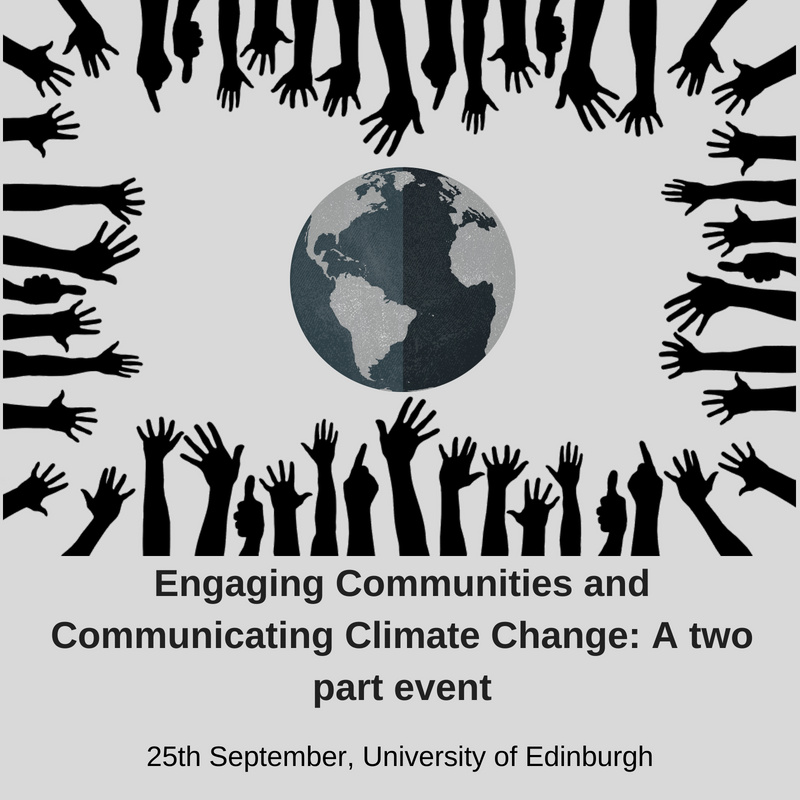 Engaging Communities and
Communicating Climate Change: A two
part event
25th September, University of Edinburgh